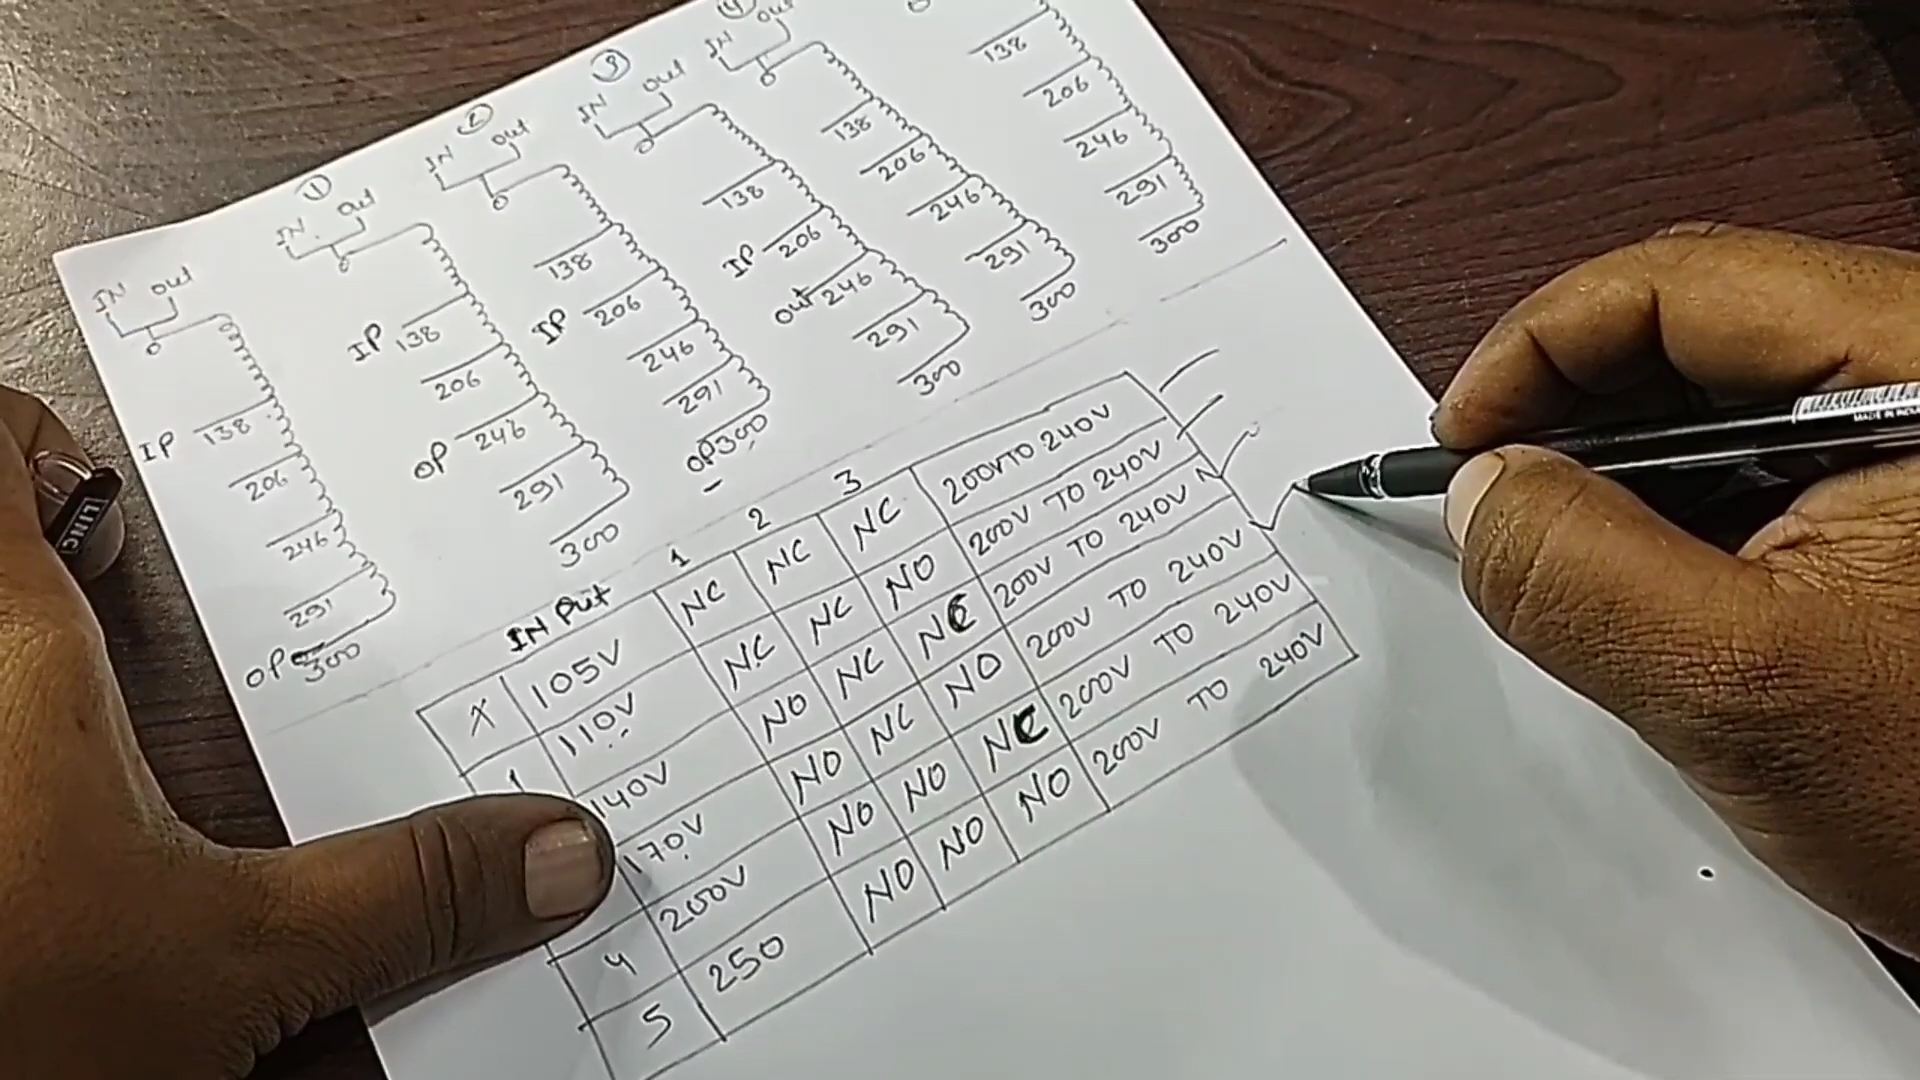 IN out
IP 138
206
246
291
OP 300
1
IN out
IP 138
206
OP 246
291
300
2
IN out
138
IP 206
246
291
OP 300
3
IN out
138
IP 206
out 246
291
300
4
IN out
138
206
246
291
300
138
206
246
291
300
IN Put 1 2 3
X 105V NC NC NC 200V TO 240V
1 110V NC NC NO 200V TO 240V
140V NO NC NC 200V TO 240V
170V NO NC NO 200V TO 240V
4 200V NO NO NC 200V TO 240V
5 250 NO NO NO 200V TO 240V
LINC
MADE IN INDIA